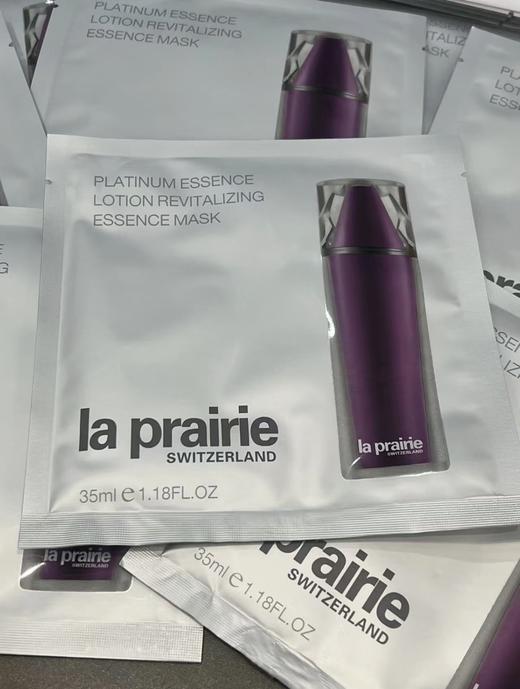 PLATINUM ESSENCE
LOTION REVITALIZING
ESSENCE MASK
PLATINUM ESSENCE
LOTION REVITALIZING
ESSENCE MASK
la prairie
SWITZERLAND
35ml e 1.18FL.OZ
la prairie
SWITZERLAND
la prairie
SWITZERLAND
prairie
SWITZERLAND
35ml e 1.18FL.OZ